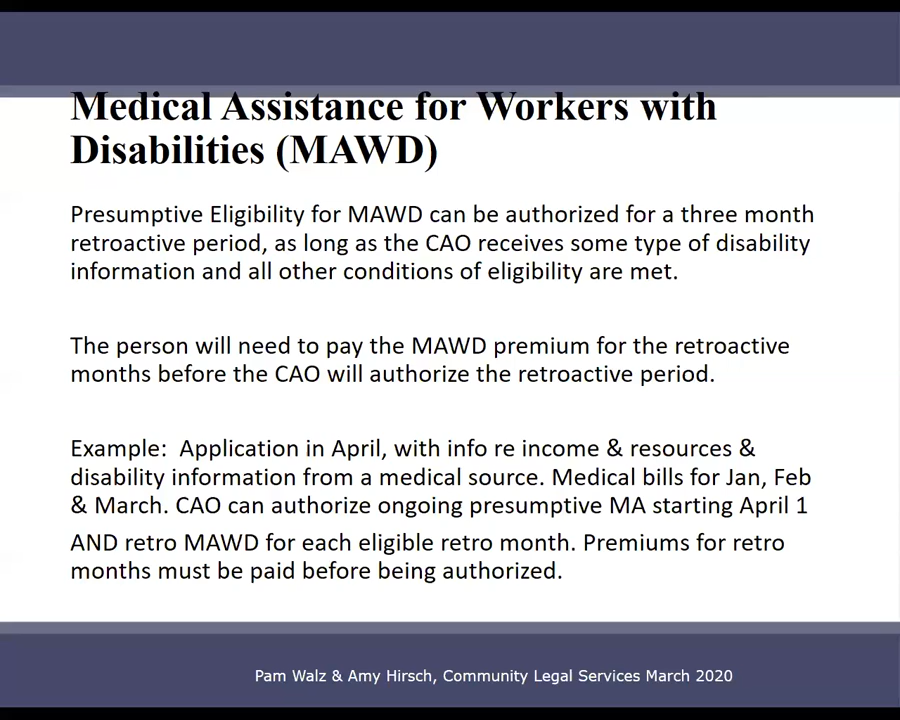 Medical Assistance for Workers with
Disabilities (MAWD)
Presumptive Eligibility for MAWD can be authorized for a three month
retroactive period, as long as the CAO receives some type of disability
information and all other conditions of eligibility are met.
The person will need to pay the MAWD premium for the retroactive
months before the CAO will authorize the retroactive period.
Example:  Application in April, with info re income & resources &
disability information from a medical source. Medical bills for Jan, Feb
& March. CAO can authorize ongoing presumptive MA starting April 1
AND retro MAWD for each eligible retro month. Premiums for retro
months must be paid before being authorized.
Pam Walz & Amy Hirsch, Community Legal Services March 2020